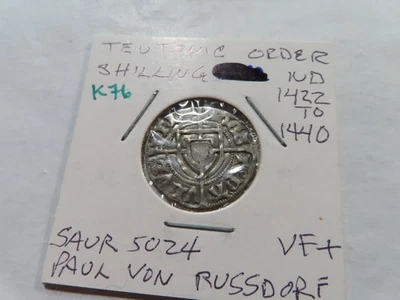 TEUTONIC ORDER
SHILLING ND
K76 1422
TO
1440
SAUR 5024 VF+
PAUL VON RUSSDORF